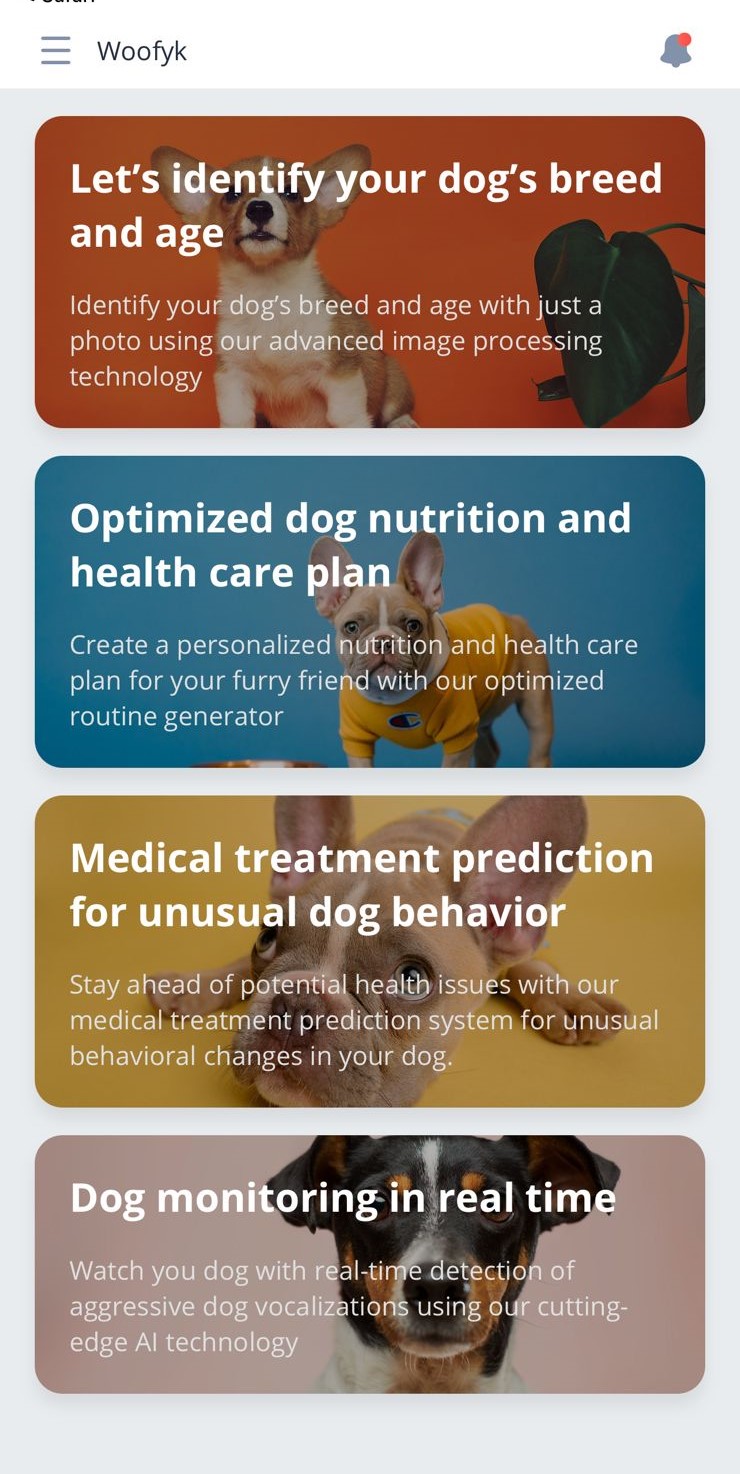 Woofyk
Let’s identify your dog’s breed
and age
Identify your dog’s breed and age with just a
photo using our advanced image processing
technology
Optimized dog nutrition and
health care plan
Create a personalized nutrition and health care
plan for your furry friend with our optimized
routine generator
Medical treatment prediction
for unusual dog behavior
Stay ahead of potential health issues with our
medical treatment prediction system for unusual
behavioral changes in your dog.
Dog monitoring in real time
Watch you dog with real-time detection of
aggressive dog vocalizations using our cutting-
edge AI technology